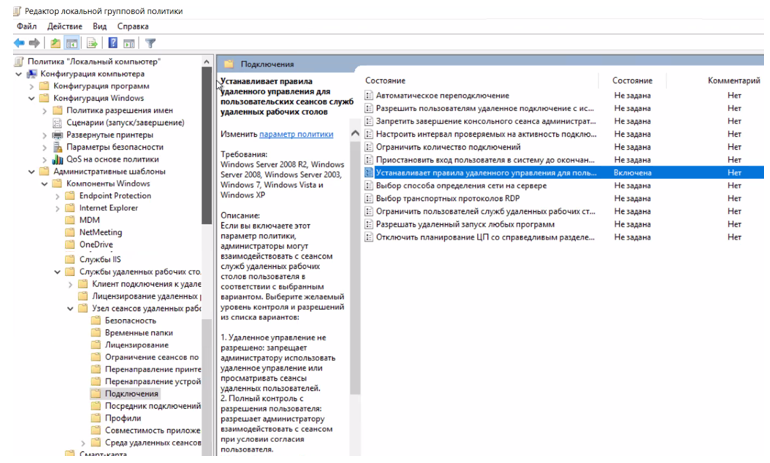 Редактор локальной групповой политики
Файл Действие Вид Справка
Политика "Локальный компьютер"
Конфигурация компьютера
Конфигурация программ
Конфигурация Windows
Политика разрешения имен
Сценарии (запуск/завершение)
Развернутые принтеры
Параметры безопасности
QoS на основе политики
Административные шаблоны
Компоненты Windows
Endpoint Protection
Internet Explorer
MDM
NetMeeting
OneDrive
Службы IIS
Службы удаленных рабочих сто
Клиент подключения к удале
Лицензирование удаленных р
Узел сеансов удаленных рабо
Безопасность
Временные папки
Лицензирование
Ограничение сеансов по
Перенаправление принте
Перенаправление устрой
Подключения
Посредник подключений
Профили
Совместимость приложе
Среда удаленных сеансов
Смарт-карта
Подключения
Устанавливает правила
удаленного управления для
пользовательских сеансов служб
удаленных рабочих столов
Изменить параметр политики
Требования:
Windows Server 2008 R2, Windows
Server 2008, Windows Server 2003,
Windows 7, Windows Vista и
Windows XP
Описание:
Если вы включаете этот
параметр политики,
администраторы могут
взаимодействовать с сеансом
служб удаленных рабочих
столов пользователя в
соответствии с выбранным
вариантом. Выберите желаемый
уровень контроля и разрешений
из списка вариантов:
1. Удаленное управление не
разрешено: запрещает
администратору использовать
удаленное управление или
просматривать сеансы
удаленных пользователей.
2. Полный контроль с
разрешения пользователя:
разрешает администратору
взаимодействовать с сеансом
при условии согласия
пользователя.
Состояние Состояние Комментарий
Автоматическое переподключение Не задана Нет
Разрешить пользователям удаленное подключение с ис... Не задана Нет
Запретить завершение консольного сеанса администрат... Не задана Нет
Настроить интервал проверяемых на активность подклю... Не задана Нет
Ограничить количество подключений Не задана Нет
Приостановить вход пользователя в систему до окончан... Не задана Нет
Устанавливает правила удаленного управления для поль... Включена Нет
Выбор способа определения сети на сервере Не задана Нет
Выбор транспортных протоколов RDP Не задана Нет
Ограничить пользователей служб удаленных рабочих ст... Не задана Нет
Разрешать удаленный запуск любых программ Не задана Нет
Отключить планирование ЦП со справедливым разделе... Не задана Нет